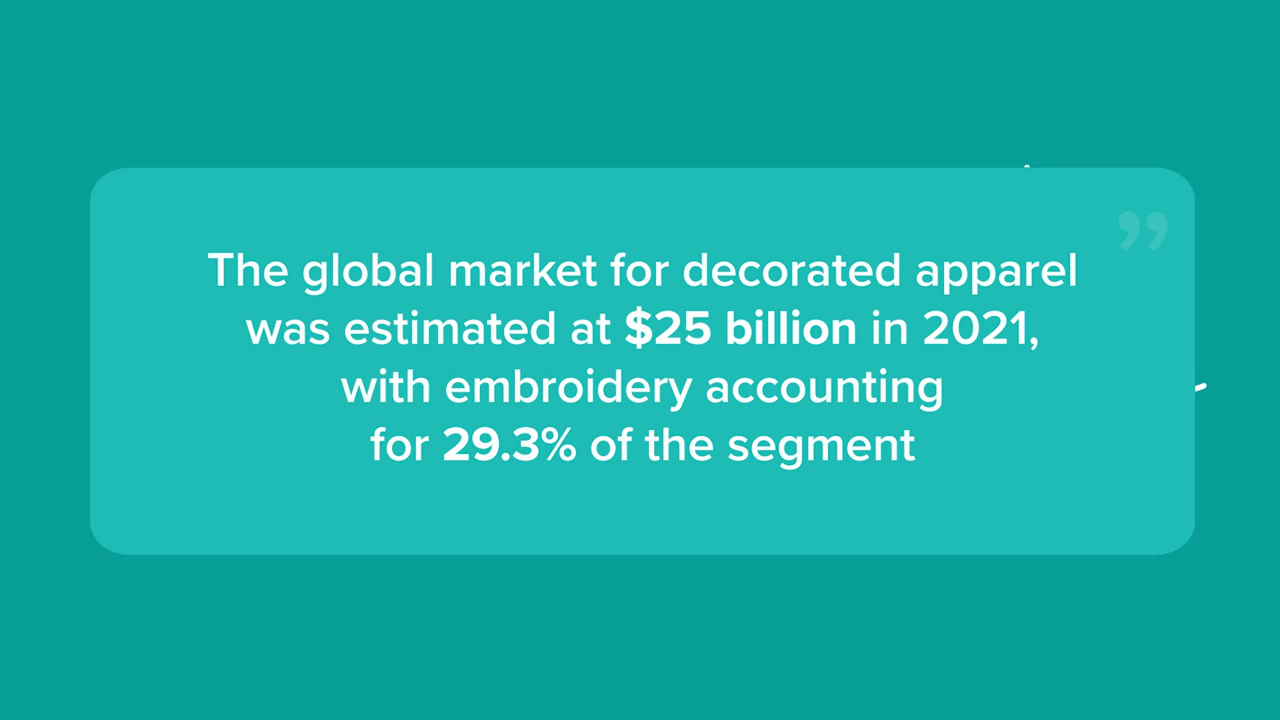 The global market for decorated apparel
was estimated at $25 billion in 2021,
with embroidery accounting
for 29.3% of the segment